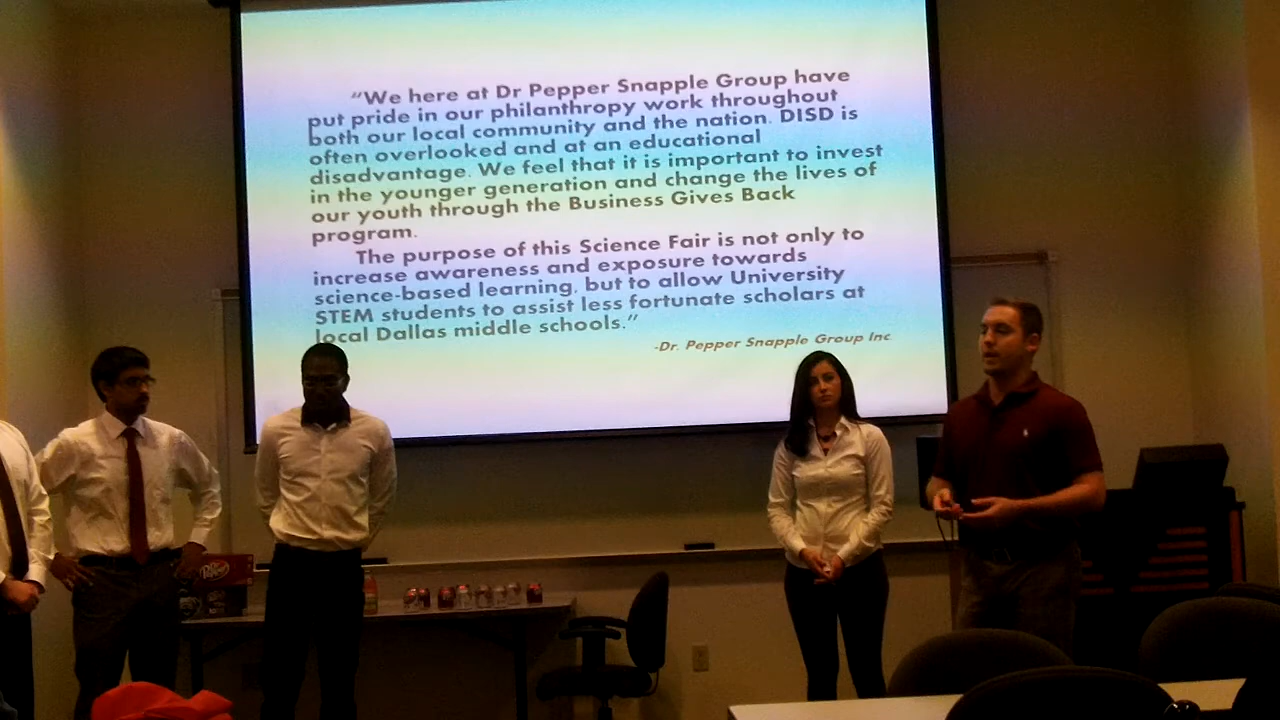 “We here at Dr Pepper Snapple Group have
put pride in our philanthropy work throughout
both our local community and the nation. DISD is
often overlooked and at an educational
disadvantage. We feel that it is important to invest
in the younger generation and change the lives of
our youth through the Business Gives Back
program.
The purpose of this Science Fair is not only to
increase awareness and exposure towards
science-based learning, but to allow University
STEM students to assist less fortunate scholars at
local Dallas middle schools.”
-Dr. Pepper Snapple Group Inc.
Dr Pepper